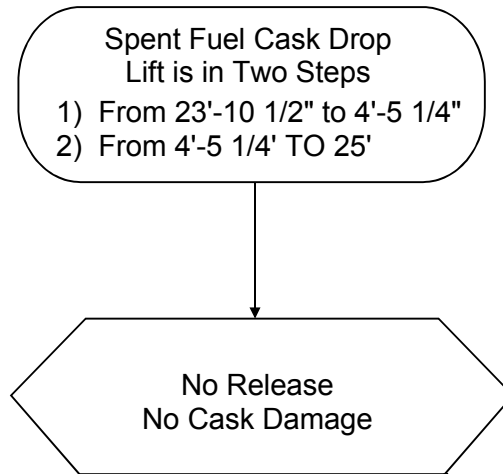 Spent Fuel Cask Drop
Lift is in Two Steps
1) From 23'-10 1/2" to 4'-5 1/4"
2) From 4'-5 1/4' TO 25'
No Release
No Cask Damage